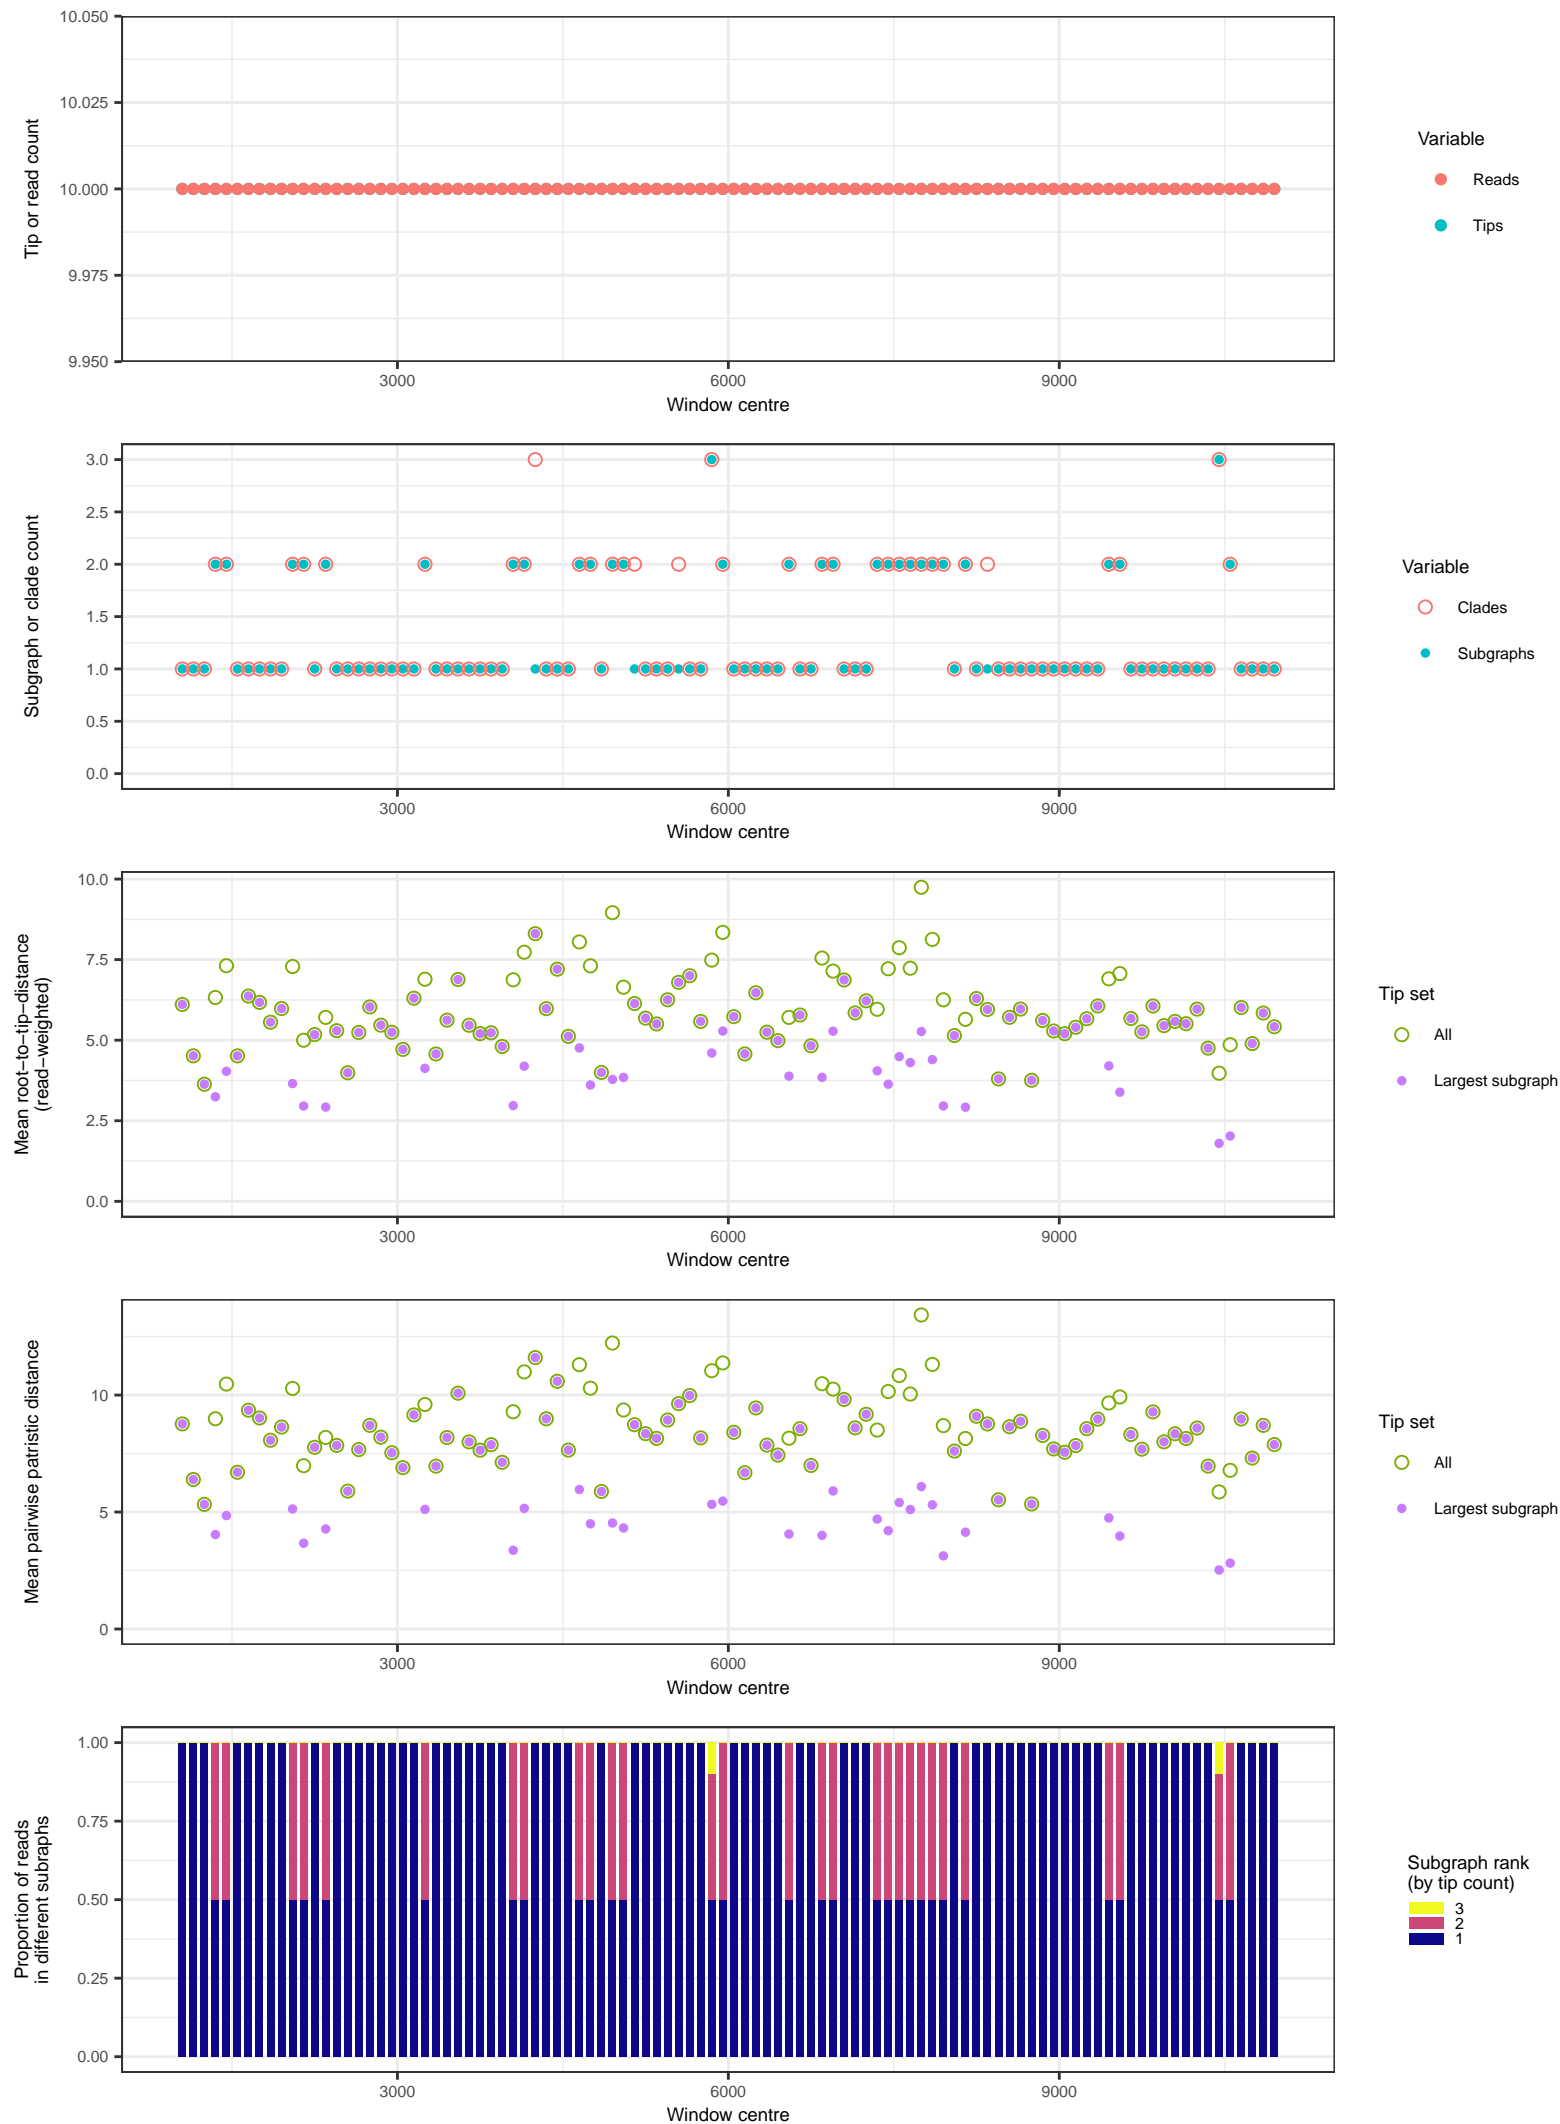 10.050
10.025
10.000
9.975
9.950
Tip or read count
3000
6000
9000
Window centre
Variable
Reads
Tips
3.0
2.5
2.0
1.5
1.0
0.5
0.0
Subgraph or clade count
3000
6000
9000
Window centre
Variable
Clades
Subgraphs
10.0
7.5
5.0
2.5
0.0
Mean root−to−tip−distance
(read−weighted)
3000
6000
9000
Window centre
Tip set
All
Largest subgraph
10
5
0
Mean pairwise patristic distance
3000
6000
9000
Window centre
Tip set
All
Largest subgraph
1.00
0.75
0.50
0.25
0.00
Proportion of reads
in different subraphs
3000
6000
9000
Window centre
Subgraph rank
(by tip count)
3
2
1